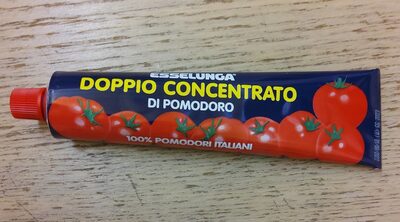 ESSELUNGA®
DOPPIO CONCENTRATO
DI POMODORO
100% POMODORI ITALIANI